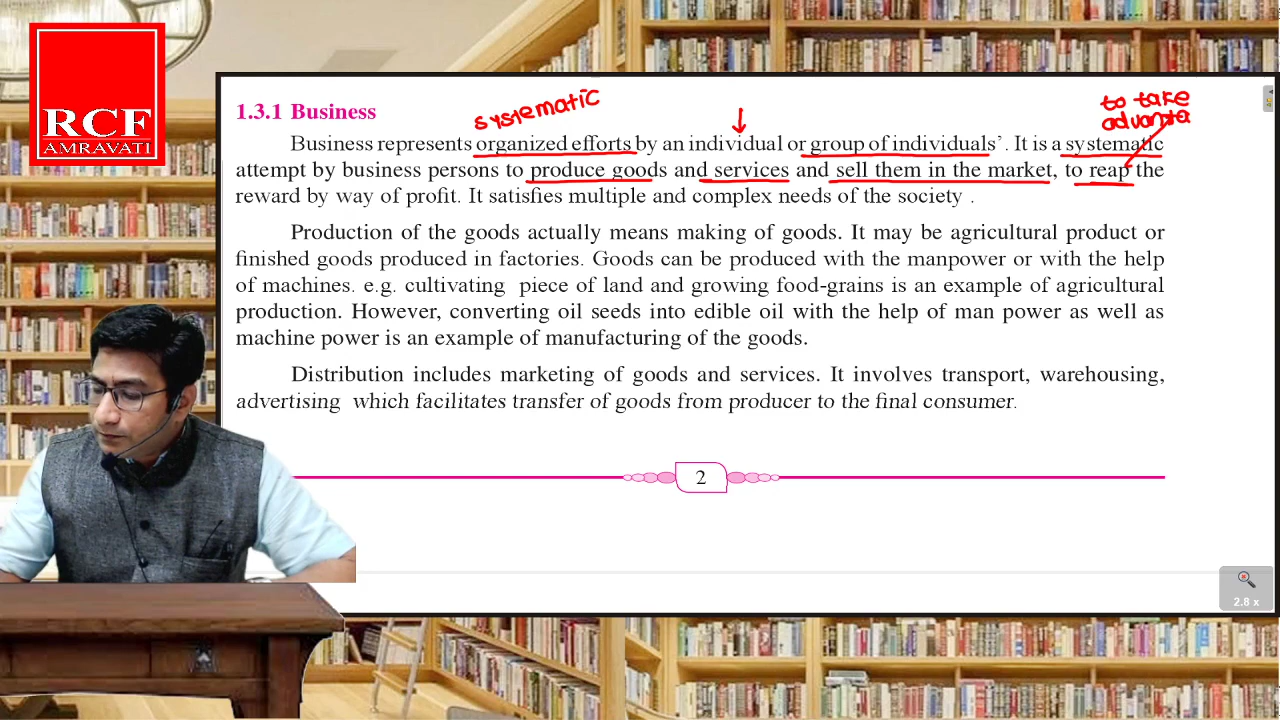 RCF
AMRAVATI
1.3.1 Business
systematic
to take
Business represents organized efforts by an individual or group of individuals’. It is a systematic
attempt by business persons to produce goods and services and sell them in the market, to reap the
reward by way of profit. It satisfies multiple and complex needs of the society .
Production of the goods actually means making of goods. It may be agricultural product or
finished goods produced in factories. Goods can be produced with the manpower or with the help
of machines. e.g. cultivating piece of land and growing food-grains is an example of agricultural
production. However, converting oil seeds into edible oil with the help of man power as well as
machine power is an example of manufacturing of the goods.
Distribution includes marketing of goods and services. It involves transport, warehousing,
advertising which facilitates transfer of goods from producer to the final consumer.
2
2.8 x